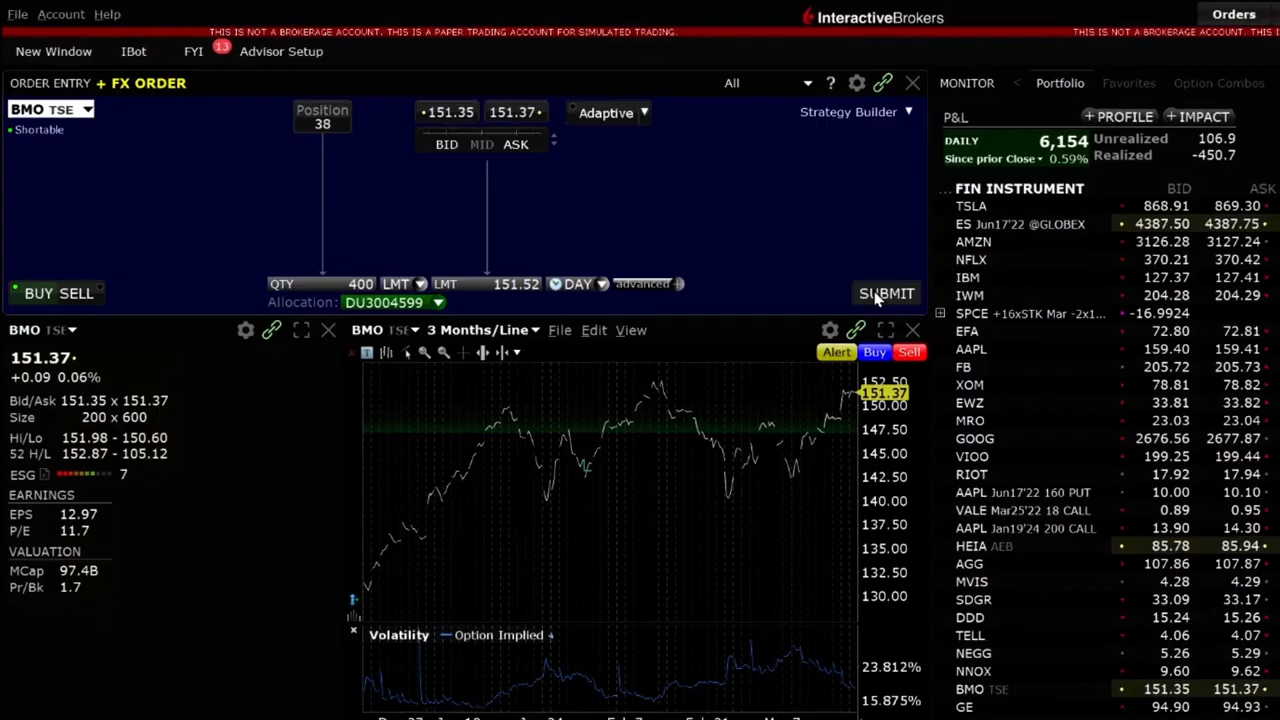 File Account Help
InteractiveBrokers
Orders
THIS IS NOT A BROKERAGE ACCOUNT. THIS IS A PAPER TRADING ACCOUNT FOR SIMULATED TRADING.
THIS IS NOT A BROKERAGE ACCOUNT. THIS I
New Window IBot FYI 13 Advisor Setup
ORDER ENTRY + FX ORDER
All
?
BMO TSE
Shortable
Position
38
151.35 151.37
BID MID ASK
Adaptive
Strategy Builder
QTY 400 LMT LMT 151.52 DAY advanced
Allocation: DU3004599
BUY SELL
SUBMIT
BMO TSE
151.37
+0.09 0.06%
Bid/Ask 151.35 x 151.37
Size 200 x 600
Hi/Lo 151.98 - 150.60
52 H/L 152.87 - 105.12
ESG 7
EARNINGS
EPS 12.97
P/E 11.7
VALUATION
MCap 97.4B
Pr/Bk 1.7
BMO TSE 3 Months/Line File Edit View
Alert Buy Sell
152.50
151.37
150.00
147.50
145.00
142.50
140.00
137.50
135.00
132.50
130.00
Volatility Option Implied
23.812%
15.875%
MONITOR < Portfolio Favorites Option Combos
P&L + PROFILE + IMPACT
DAILY 6,154
Since prior Close 0.59%
Unrealized 106.9
Realized -450.7
... FIN INSTRUMENT BID ASK
TSLA 868.91 869.30
ES Jun17'22 @GLOBEX 4387.50 4387.75
AMZN 3126.28 3127.24
NFLX 370.21 370.42
IBM 127.37 127.41
IWM 204.28 204.29
SPCE +16xSTK Mar -2x1... -16.9924
EFA 72.80 72.81
AAPL 159.40 159.41
FB 205.72 205.73
XOM 78.81 78.82
EWZ 33.81 33.82
MRO 23.03 23.04
GOOG 2676.56 2677.87
VIOO 199.25 199.44
RIOT 17.92 17.94
AAPL Jun17'22 160 PUT 10.00 10.10
VALE Mar25'22 18 CALL 0.89 0.95
AAPL Jan19'24 200 CALL 13.90 14.30
HEIA AEB 85.78 85.94
AGG 107.86 107.87
MVIS 4.28 4.29
SDGR 33.09 33.17
DDD 15.24 15.26
TELL 4.06 4.07
NEGG 5.26 5.29
NNOX 9.60 9.62
BMO TSE 151.35 151.37
GE 94.90 94.93